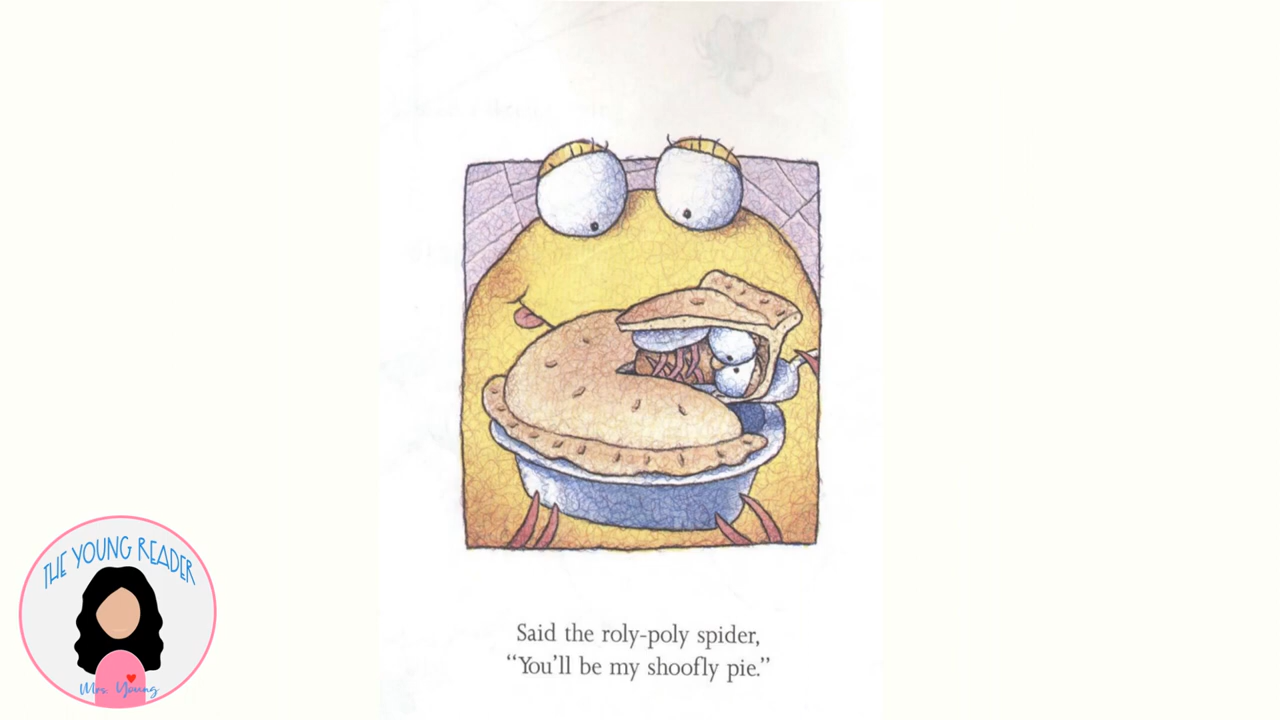 Said the roly-poly spider,
“You’ll be my shoofly pie.”
THE YOUNG READER
Mrs. Young